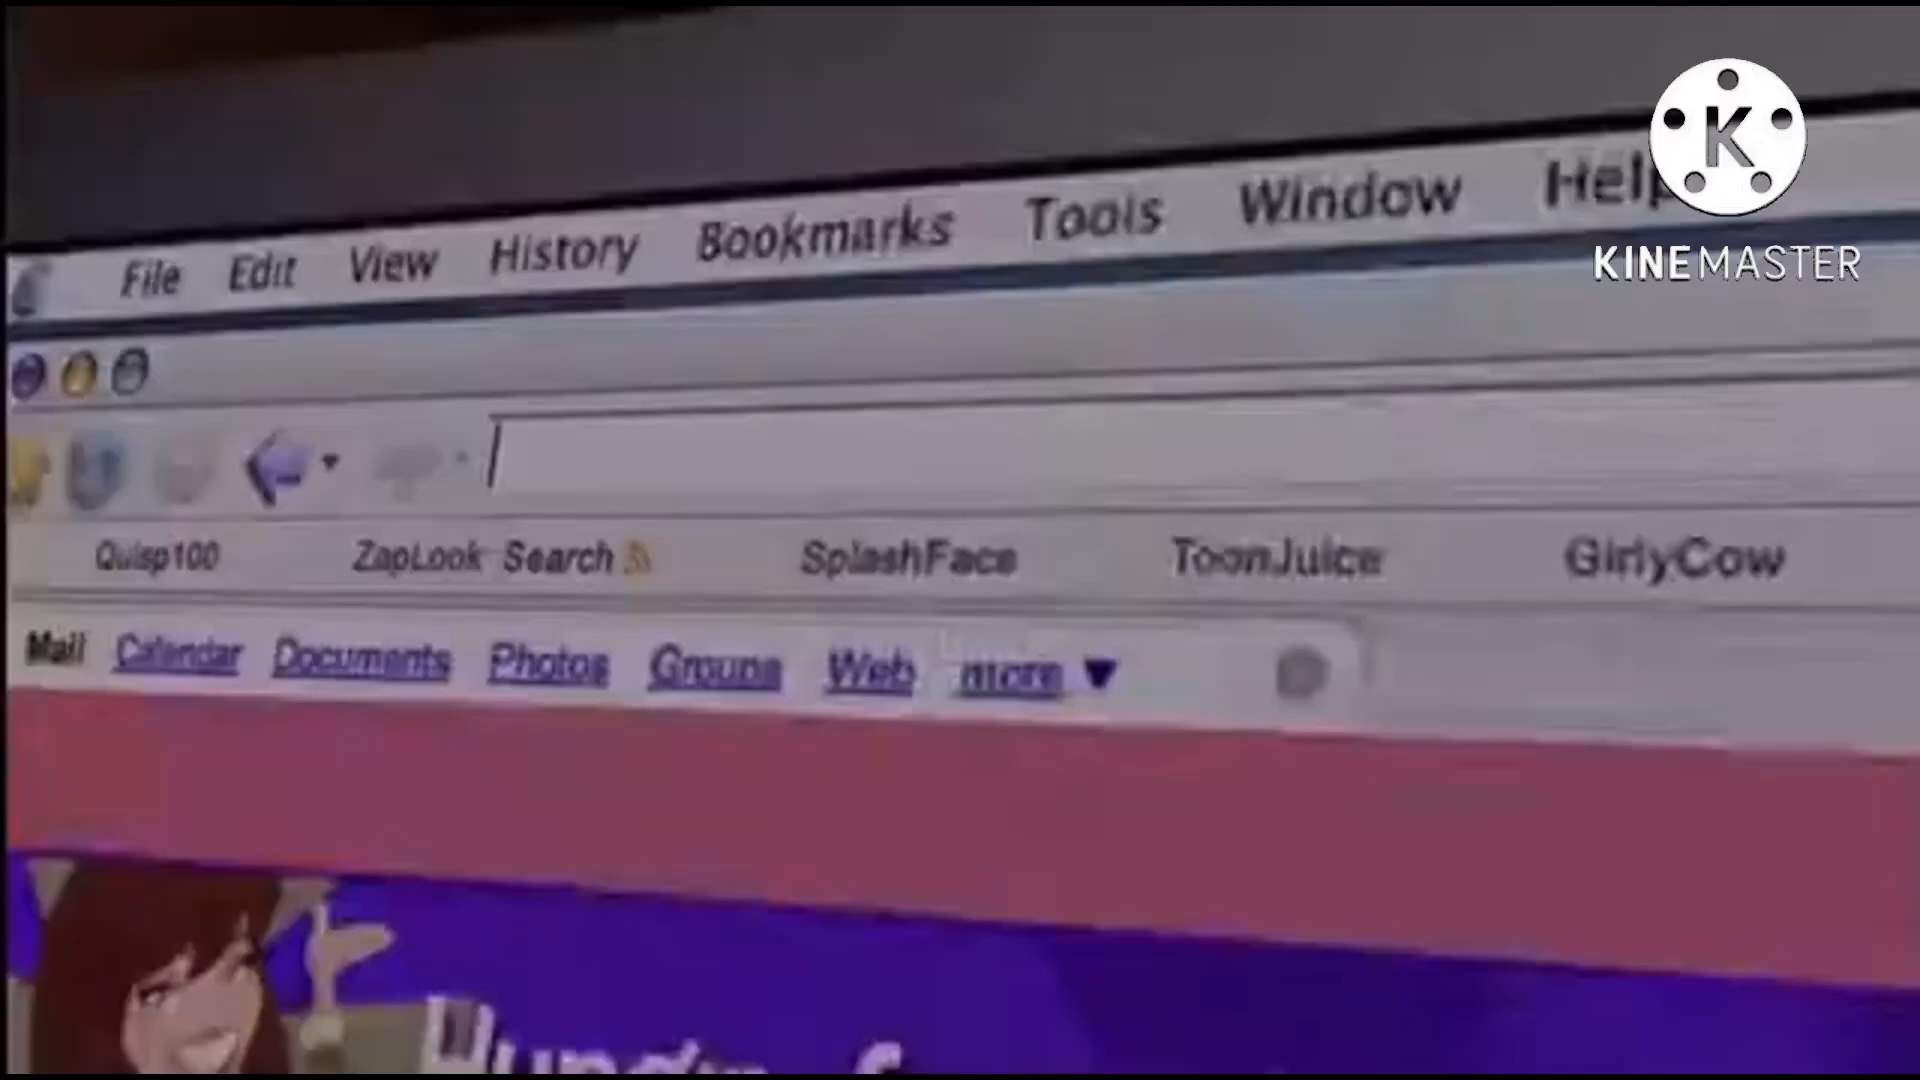 K
KINEMASTER
File Edit View History Bookmarks Tools Window Help
Quisp100 ZapLook Search SplashFace ToonJuice GirlyCow
Mail Calendar Documents Photos Groups Web more ▼